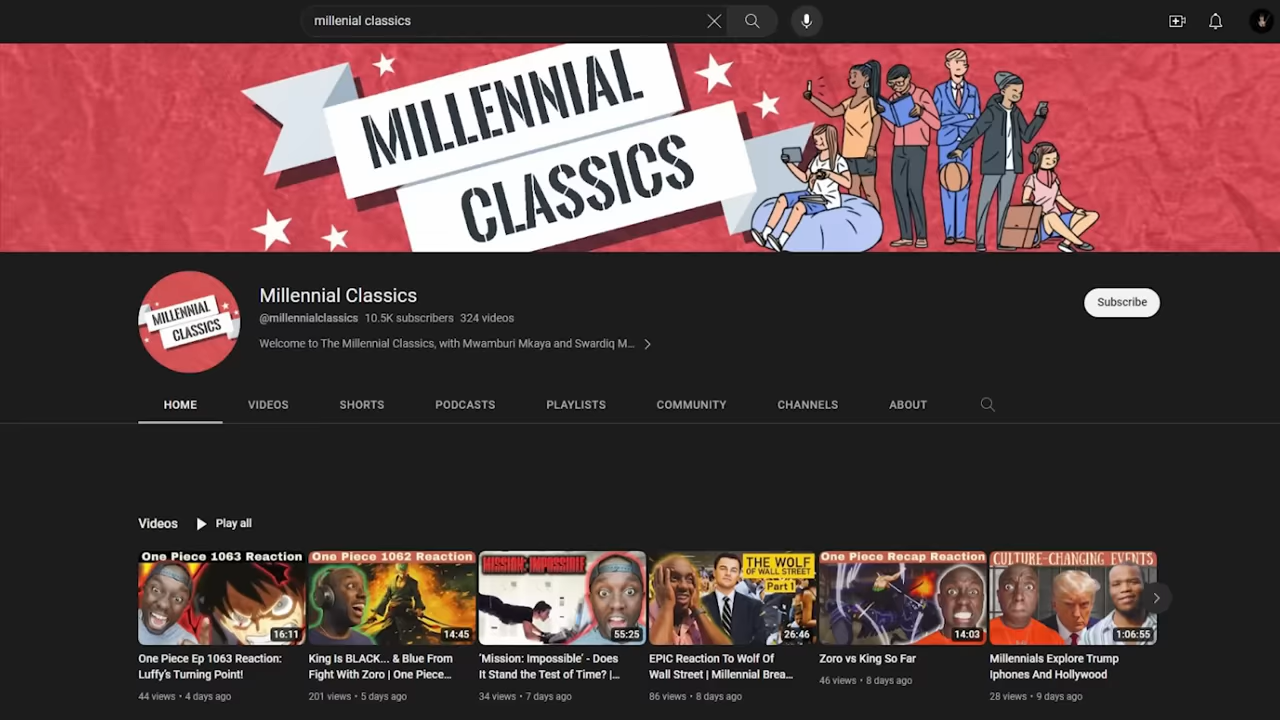 millenial classics
MILLENNIAL
CLASSICS
MILLENNIAL
CLASSICS
Millennial Classics
@millennialclassics 10.5K subscribers 324 videos
Welcome to The Millennial Classics, with Mwamburi Mkaya and Swardiq M...
Subscribe
HOME VIDEOS SHORTS PODCASTS PLAYLISTS COMMUNITY CHANNELS ABOUT
Videos Play all
One Piece 1063 Reaction
16:11
One Piece Ep 1063 Reaction:
Luffy's Turning Point!
44 views • 4 days ago
One Piece 1062 Reaction
14:45
King Is BLACK... & Blue From
Fight With Zoro | One Piece...
201 views • 5 days ago
MISSION: IMPOSSIBLE
55:25
'Mission: Impossible' - Does
It Stand the Test of Time? |...
34 views • 7 days ago
THE WOLF
OF WALL STREET
Part 1
26:46
EPIC Reaction To Wolf Of
Wall Street | Millennial Brea...
86 views • 8 days ago
One Piece Recap Reaction
14:03
Zoro vs King So Far
46 views • 8 days ago
CULTURE-CHANGING EVENTS
1:06:55
Millennials Explore Trump
Iphones And Hollywood
28 views • 9 days ago